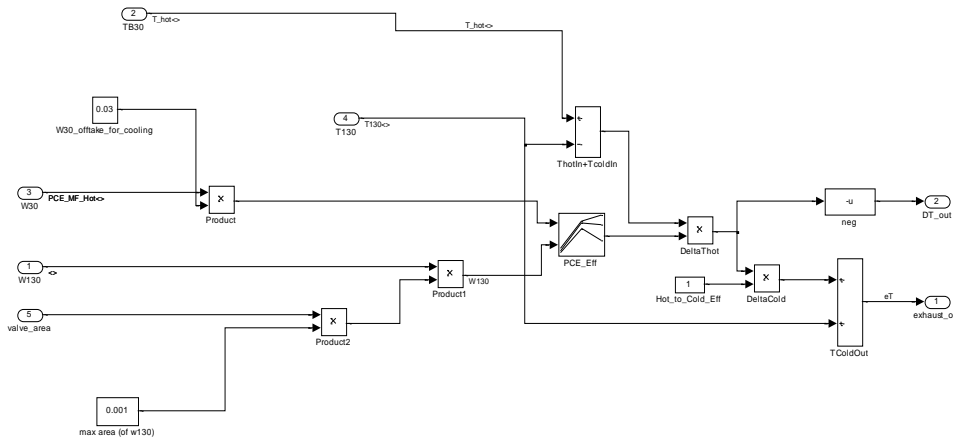 2
TB30
T_hot<>
T_hot<>
0.03
W30_offtake_for_cooling
4
T130
T130<>
+
−
ThotIn+TcoldIn
3
W30
PCE_MF_Hot<>
×
Product
PCE_Eff
×
DeltaThot
-u
neg
2
DT_out
1
W130
<>
×
Product1
W130
1
Hot_to_Cold_Eff
×
DeltaCold
+
+
TColdOut
eT
1
exhaust_o
5
valve_area
×
Product2
0.001
max area (of w130)